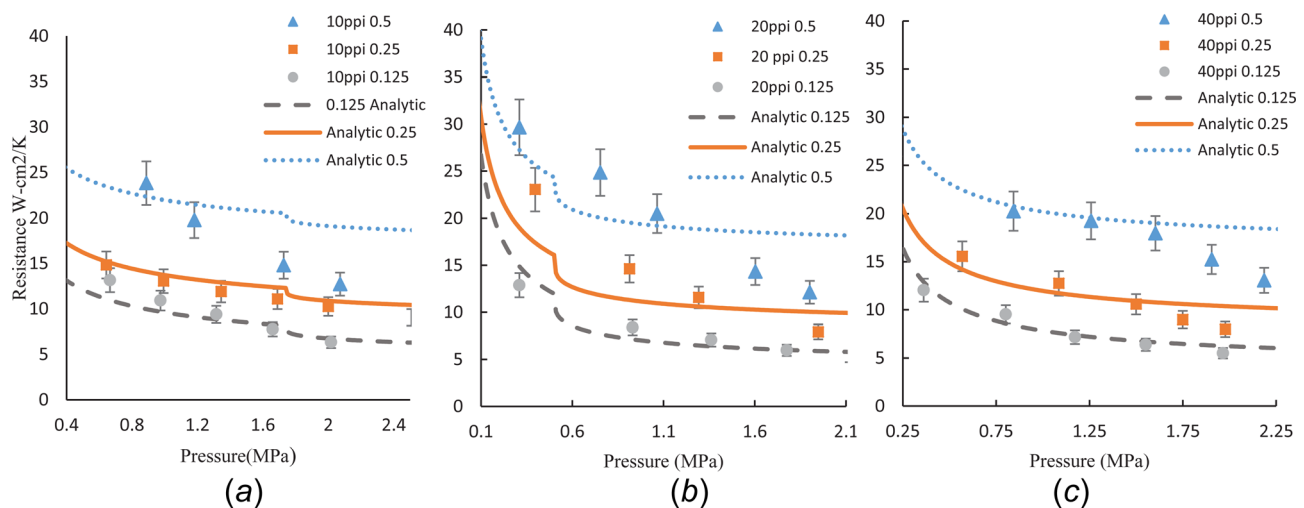 10ppi 0.5
10ppi 0.25
10ppi 0.125
0.125 Analytic
Analytic 0.25
Analytic 0.5
40
35
30
25
20
15
10
5
0
Resistance W-cm2/K
0.4
0.8
1.2
1.6
2
2.4
Pressure(MPa)
(a)
20ppi 0.5
20 ppi 0.25
20ppi 0.125
Analytic 0.125
Analytic 0.25
Analytic 0.5
40
35
30
25
20
15
10
5
0
0.1
0.6
1.1
1.6
2.1
Pressure (MPa)
(b)
40ppi 0.5
40ppi 0.25
40ppi 0.125
Analytic 0.125
Analytic 0.25
Analytic 0.5
40
35
30
25
20
15
10
5
0
0.25
0.75
1.25
1.75
2.25
Pressure (MPa)
(c)